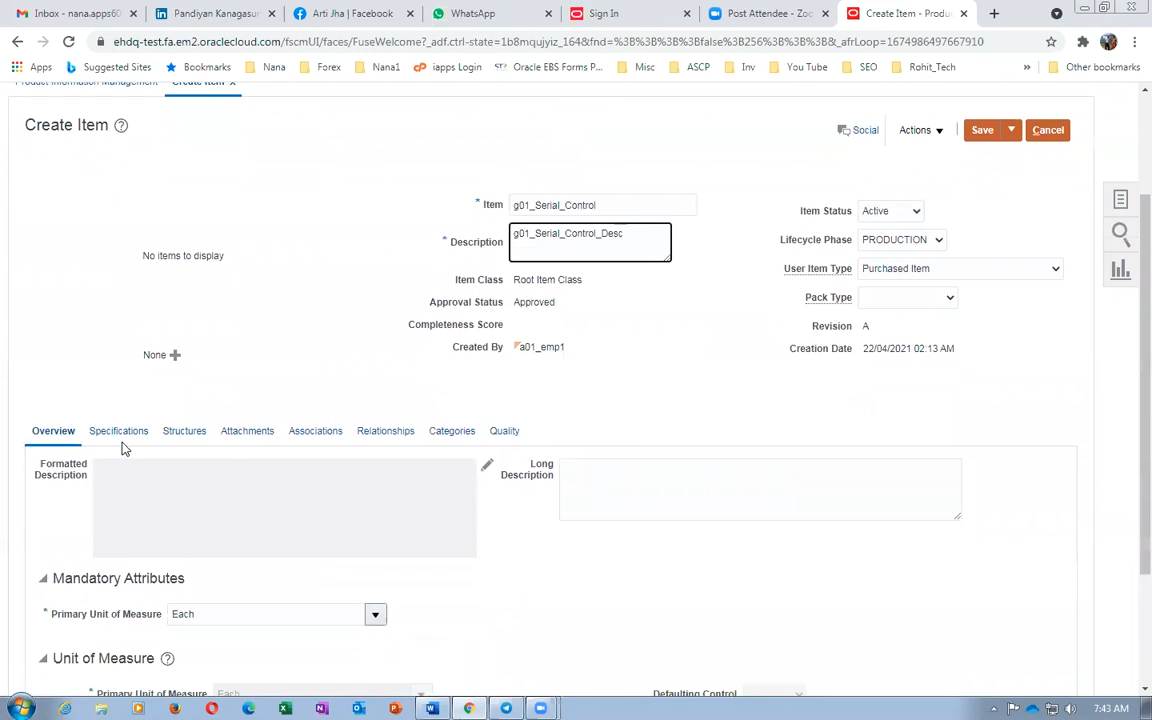 Inbox - nana.apps60
Pandiyan Kanagasur
Arti Jha | Facebook
WhatsApp
Sign In
Post Attendee - Zoo
Create Item - Produ
ehdq-test.fa.em2.oraclecloud.com/fscmUI/faces/FuseWelcome?_adf.ctrl-state=1b8mqujyiz_164&fnd=%3B%3B%3B%3Bfalse%3B256%3B%3B%3B&_afrLoop=1674986497667910
Apps
Suggested Sites
Bookmarks
Nana
Forex
Nana1
iapps Login
Oracle EBS Forms P...
Misc
ASCP
Inv
You Tube
SEO
Rohit_Tech
»
Other bookmarks
Product Information Management
Create Item
Create Item
Social
Actions
Save
Cancel
* Item g01_Serial_Control
* Description g01_Serial_Control_Desc
Item Class Root Item Class
Approval Status Approved
Completeness Score
Created By a01_emp1
Item Status Active
Lifecycle Phase PRODUCTION
User Item Type Purchased Item
Pack Type
Revision A
Creation Date 22/04/2021 02:13 AM
No items to display
None
Overview
Specifications
Structures
Attachments
Associations
Relationships
Categories
Quality
Formatted
Description
Long
Description
Mandatory Attributes
* Primary Unit of Measure Each
Unit of Measure
* Primary Unit of Measure Each
Defaulting Control
7:43 AM